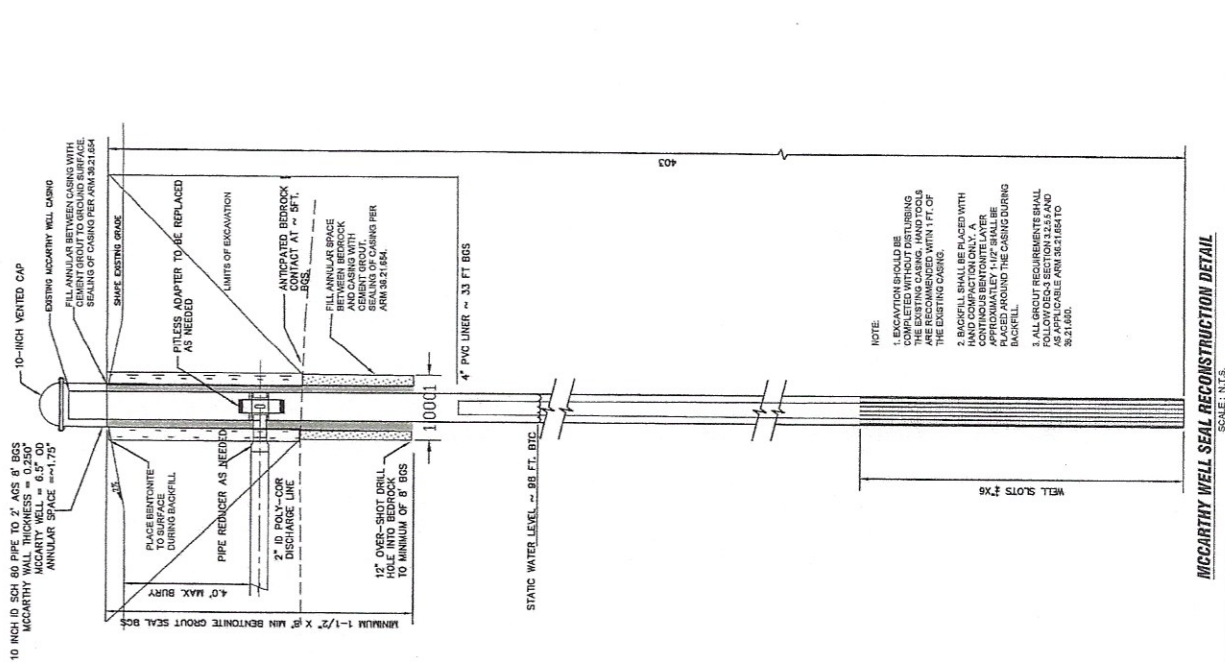 10 INCH ID SCH 80 PIPE TO 2' AGS 8' BGS
MCCARTHY WALL THICKNESS = 0.250"
MCCARTY WELL = 6.5" OD
ANNULAR SPACE =~1.75"
10-INCH VENTED CAP
EXISTING MCCARTHY WELL CASING
FILL ANNULAR BETWEEN CASING WITH
CEMENT GROUT TO GROUND SURFACE.
SEALING OF CASING PER ARM 36.21.654
SHAPE EXISTING GRADE
2%
PLACE BENTONITE
TO SURFACE
DURING BACKFILL
PITLESS ADAPTER TO BE REPLACED
AS NEEDED
LIMITS OF EXCAVATION
PIPE REDUCER AS NEEDED
2" ID POLY-COR
DISCHARGE LINE
4.0' MAX. BURY
MINIMUM 1-1/2" X 8' MIN BENTONITE GROUT SEAL BGS
ANTICPATED BEDROCK
CONTACT AT ~ 5FT.
BGS.
FILL ANNULAR SPACE
BETWEEN BEDROCK
AND CASING WITH
CEMENT GROUT.
SEALING OF CASING PER
ARM 36.21.654.
12" OVER-SHOT DRILL
HOLE INTO BEDROCK
TO MINIMUM OF 8' BGS
10001
4" PVC LINER ~ 33 FT BGS
STATIC WATER LEVEL ~ 98 FT. BTC
403
WELL SLOTS X6
NOTE:
1. EXCAVTION SHOULD BE
COMPLETED WITHOUT DISTURBING
THE EXISTING CASING. HAND TOOLS
ARE RECOMMENDED WITIN 1 FT. OF
THE EXISTING CASING.
2. BACKFILL SHALL BE PLACED WITH
HAND COMPACTION ONLY. A
CONTINOUS BENTONITE LAYER
APPROXIMATLEY 1-1/2" SHALL BE
PLACED AROUND THE CASING DURING
BACKFILL.
3. ALL GROUT REQUIREMENTS SHALL
FOLLOW DEQ-3 SECTION 3.2.5.5 AND
AS APPLICABLE ARM 36.21.654 TO
36.21.660.
MCCARTHY WELL SEAL RECONSTRUCTION DETAIL
SCALE : N.T.S.